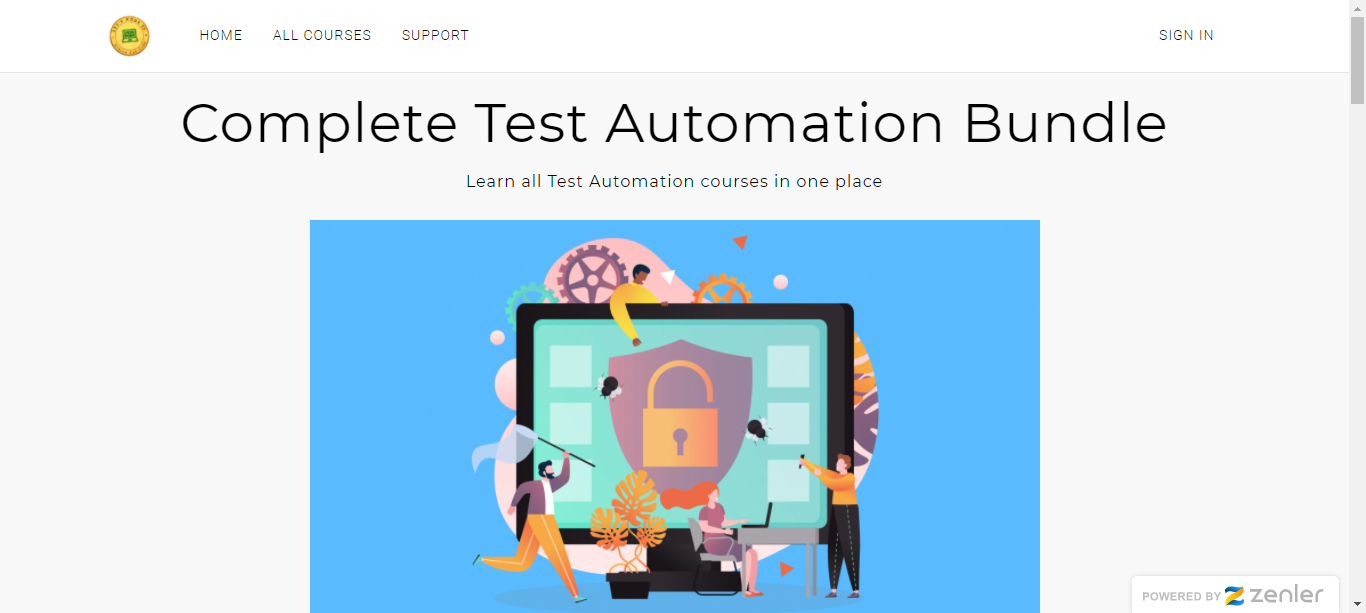 HOME ALL COURSES SUPPORT SIGN IN
Complete Test Automation Bundle
Learn all Test Automation courses in one place
POWERED BY zenler